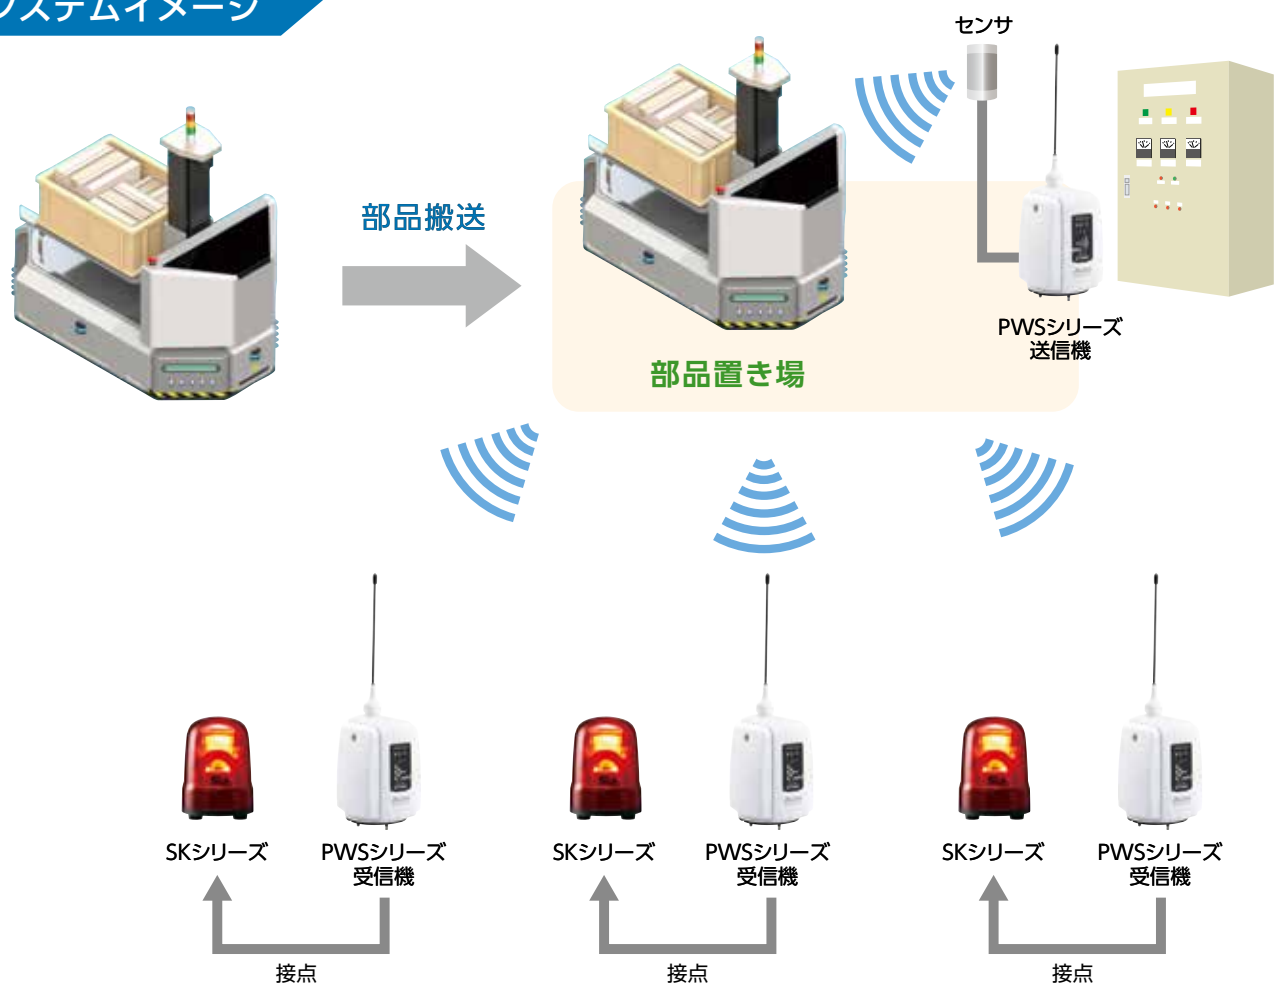 システムイメージ
センサ
部品搬送
PWSシリーズ
送信機
部品置き場
SKシリーズ
PWSシリーズ
受信機
SKシリーズ
PWSシリーズ
受信機
SKシリーズ
PWSシリーズ
受信機
接点
接点
接点